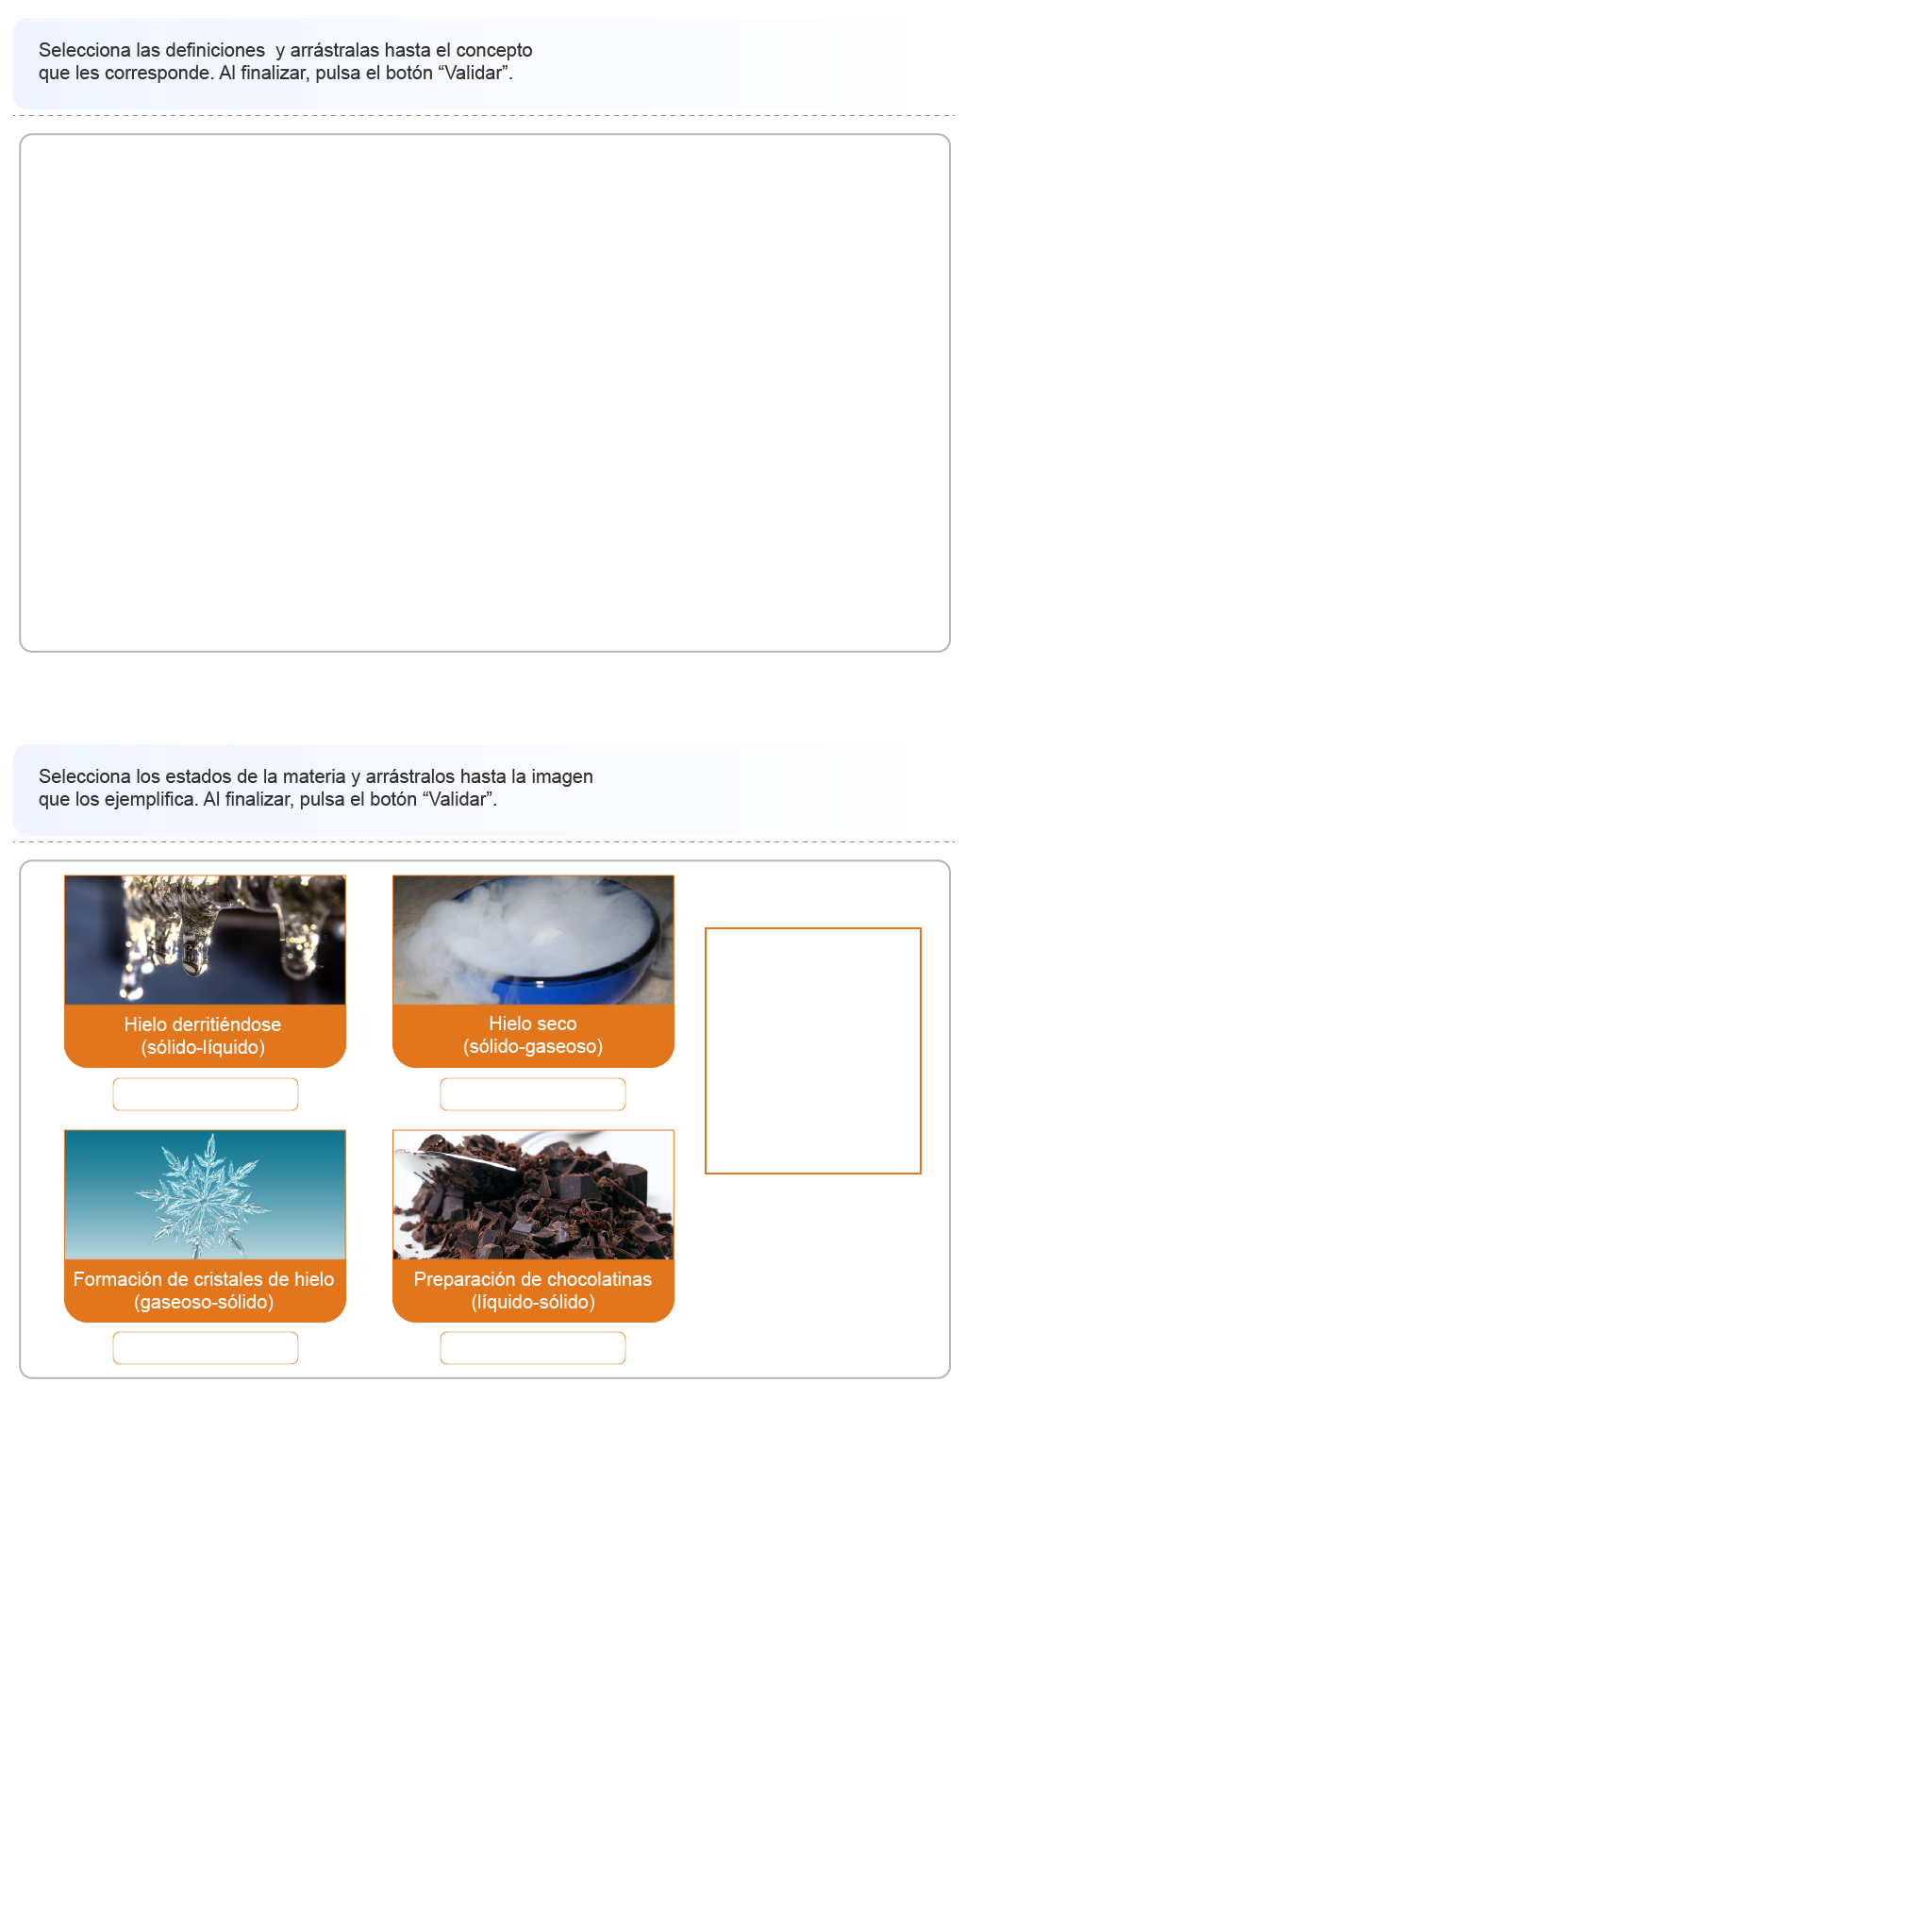 Selecciona las definiciones  y arrástralas hasta el concepto
que les corresponde. Al finalizar, pulsa el botón “Validar”.
Selecciona los estados de la materia y arrástralos hasta la imagen
que los ejemplifica. Al finalizar, pulsa el botón “Validar”.
Hielo derritiéndose
(sólido-líquido)
Hielo seco
(sólido-gaseoso)
Formación de cristales de hielo
(gaseoso-sólido)
Preparación de chocolatinas
(líquido-sólido)